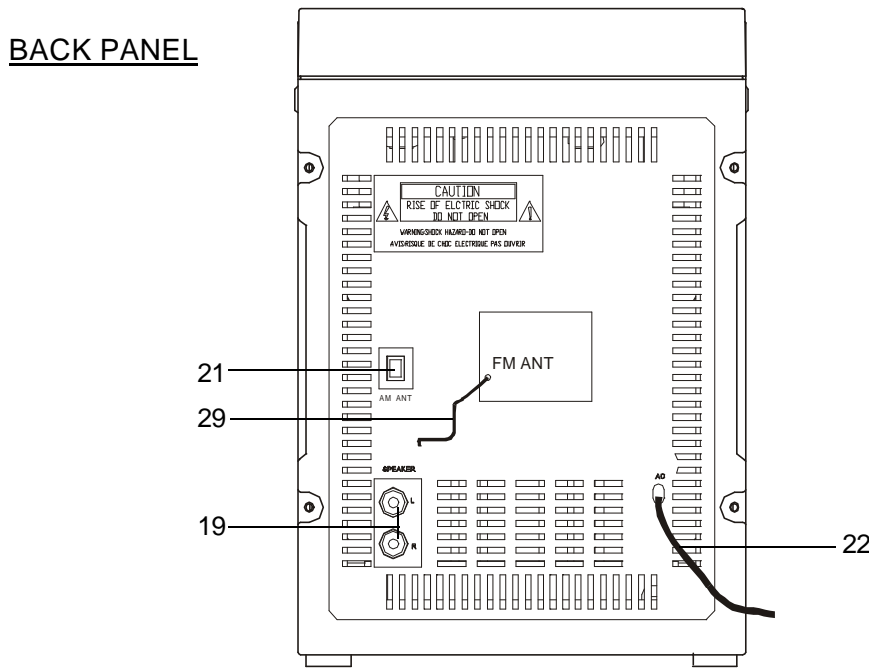 BACK PANEL
CAUTION
RISE OF ELCTRIC SHOCK
DO NOT OPEN
WARNING:SHOCK HAZARD-DO NOT OPEN
AVIS:RISQUE DE CHOC ELECTRIQUE PAS OUVRIR
FM ANT
21
AM ANT
29
SPEAKER
AC
L
19
22
R